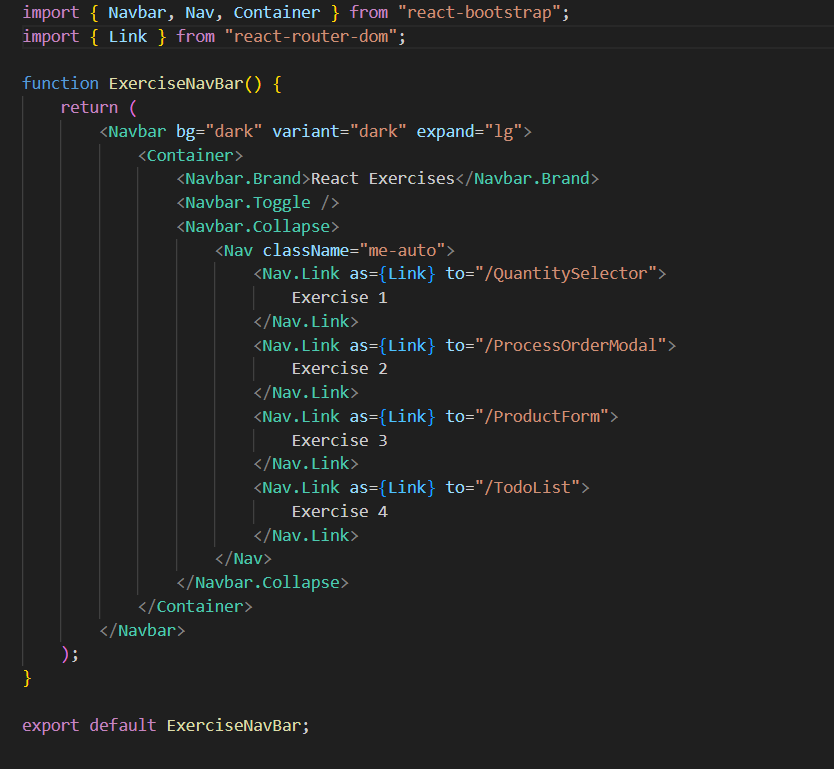 import { Navbar, Nav, Container } from "react-bootstrap";
import { Link } from "react-router-dom";

function ExerciseNavBar() {
    return (
        <Navbar bg="dark" variant="dark" expand="lg">
            <Container>
                <Navbar.Brand>React Exercises</Navbar.Brand>
                <Navbar.Toggle />
                <Navbar.Collapse>
                    <Nav className="me-auto">
                        <Nav.Link as={Link} to="/QuantitySelector">
                            Exercise 1
                        </Nav.Link>
                        <Nav.Link as={Link} to="/ProcessOrderModal">
                            Exercise 2
                        </Nav.Link>
                        <Nav.Link as={Link} to="/ProductForm">
                            Exercise 3
                        </Nav.Link>
                        <Nav.Link as={Link} to="/TodoList">
                            Exercise 4
                        </Nav.Link>
                    </Nav>
                </Navbar.Collapse>
            </Container>
        </Navbar>
    );
}

export default ExerciseNavBar;